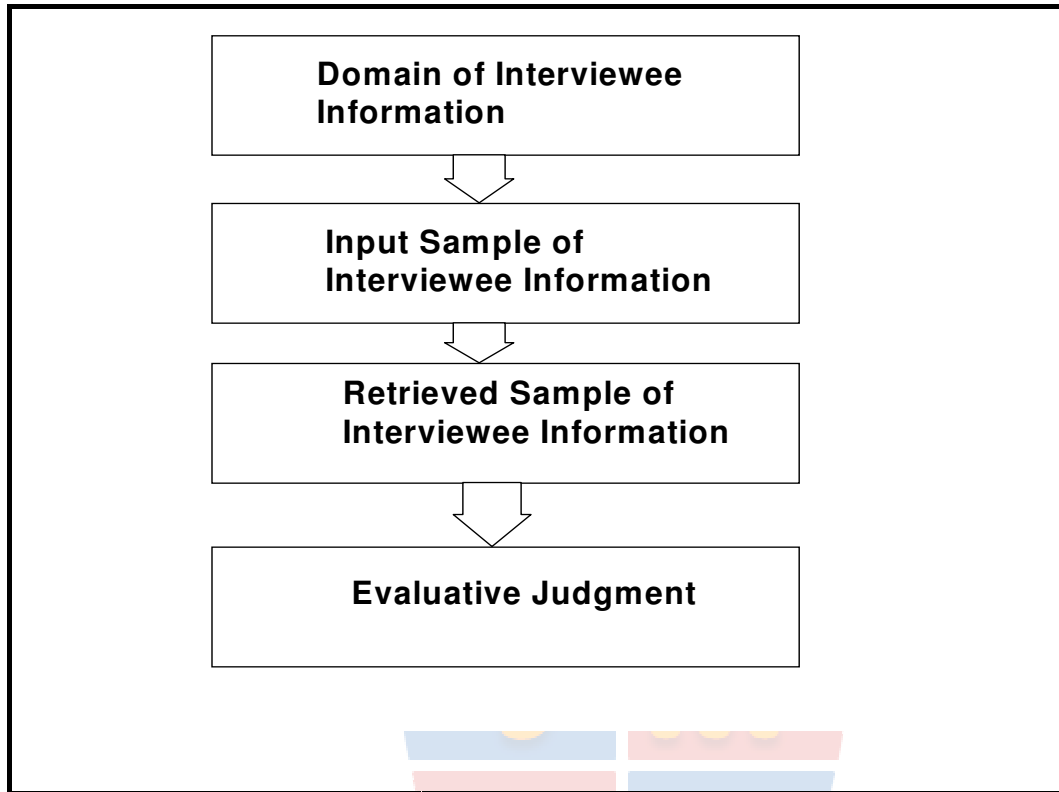 Domain of Interviewee
Information
Input Sample of
Interviewee Information
Retrieved Sample of
Interviewee Information
Evaluative Judgment